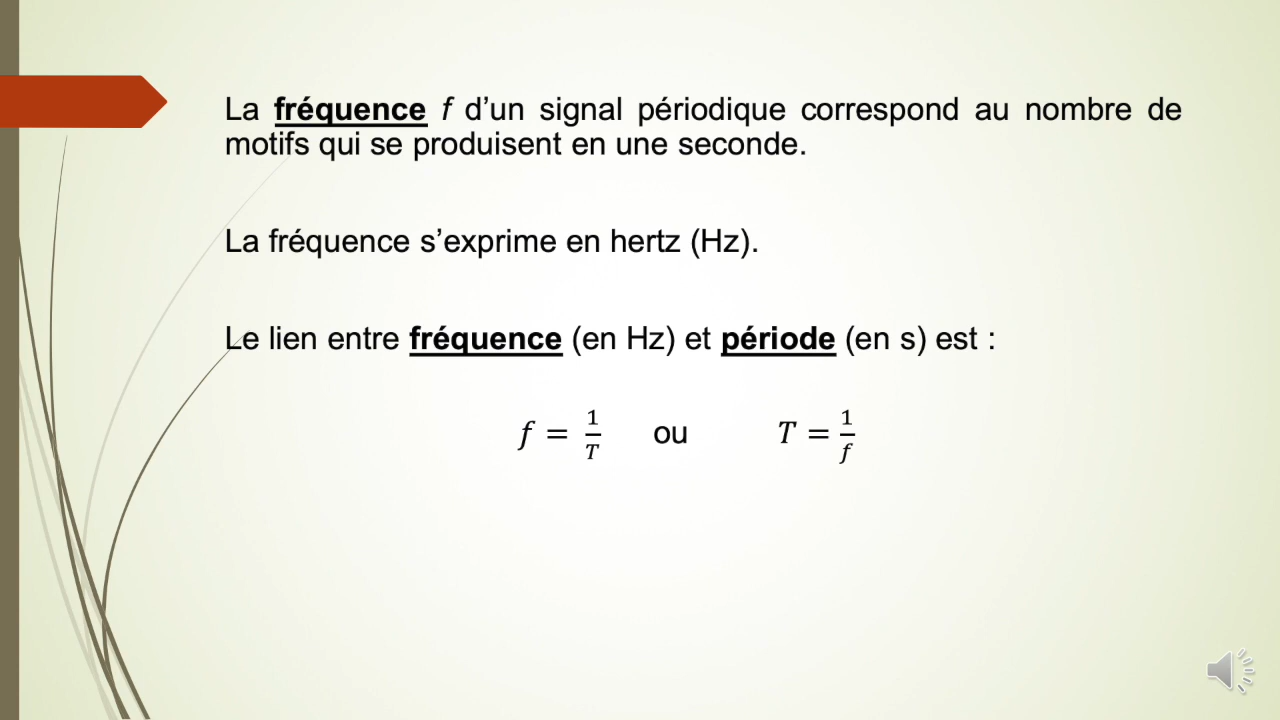 La fréquence f d’un signal périodique correspond au nombre de
motifs qui se produisent en une seconde.
La fréquence s’exprime en hertz (Hz).
Le lien entre fréquence (en Hz) et période (en s) est :
f = 1/T ou T = 1/f